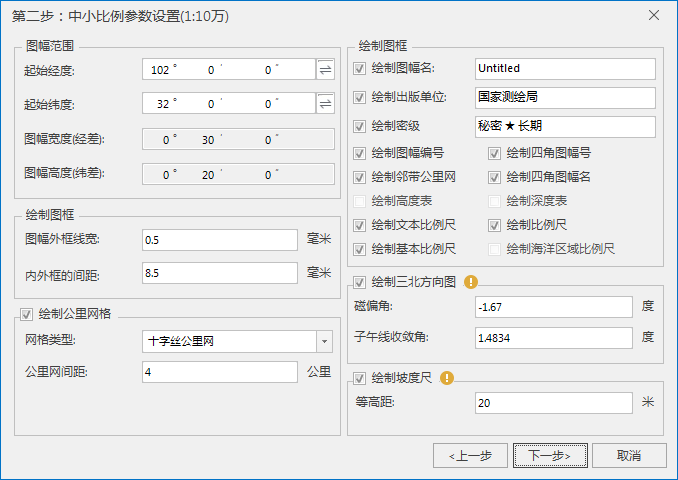 第二步：中小比例参数设置(1:10万)
图幅范围
起始经度: 102 ° 0 ′ 0 ″
起始纬度: 32 ° 0 ′ 0 ″
图幅宽度(经差): 0 ° 30 ′ 0 ″
图幅高度(纬差): 0 ° 20 ′ 0 ″
绘制图框
图幅外框线宽: 0.5 毫米
内外框的间距: 8.5 毫米
绘制公里网格
网格类型: 十字丝公里网
公里网间距: 4 公里
绘制图框
绘制图幅名: Untitled
绘制出版单位: 国家测绘局
绘制密级 秘密★长期
绘制图幅编号 绘制四角图幅号
绘制邻带公里网 绘制四角图幅名
绘制高度表 绘制深度表
绘制文本比例尺 绘制比例尺
绘制基本比例尺 绘制海洋区域比例尺
绘制三北方向图
磁偏角: -1.67 度
子午线收敛角: 1.4834 度
绘制坡度尺
等高距: 20 米
<上一步 下一步> 取消